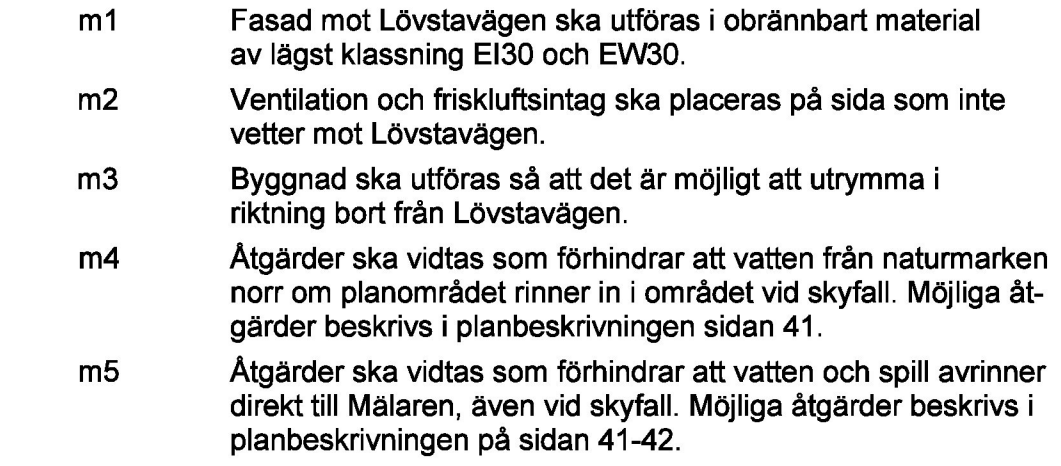 m1 Fasad mot Lövstavägen ska utföras i obrännbart material
av lägst klassning EI30 och EW30.
m2 Ventilation och friskluftsintag ska placeras på sida som inte
vetter mot Lövstavägen.
m3 Byggnad ska utföras så att det är möjligt att utrymma i
riktning bort från Lövstavägen.
m4 Åtgärder ska vidtas som förhindrar att vatten från naturmarken
norr om planområdet rinner in i området vid skyfall. Möjliga åt-
gärder beskrivs i planbeskrivningen sidan 41.
m5 Åtgärder ska vidtas som förhindrar att vatten och spill avrinner
direkt till Mälaren, även vid skyfall. Möjliga åtgärder beskrivs i
planbeskrivningen på sidan 41-42.